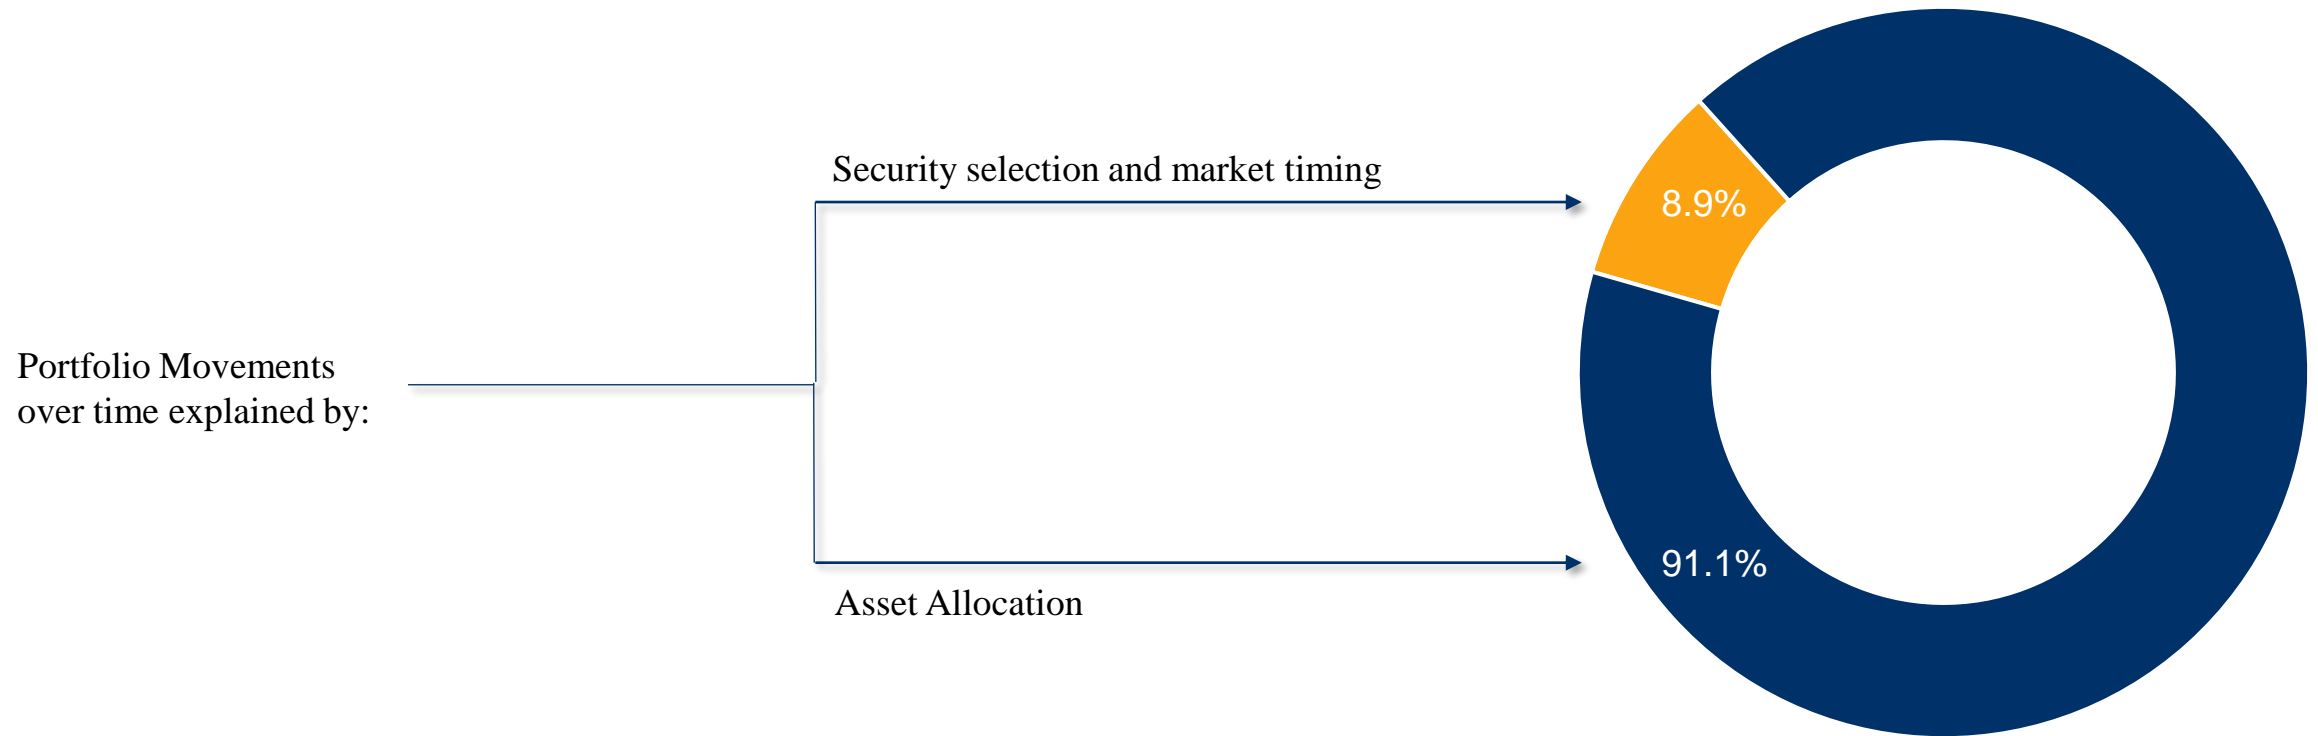 Security selection and market timing
8.9%
Portfolio Movements
over time explained by:
91.1%
Asset Allocation